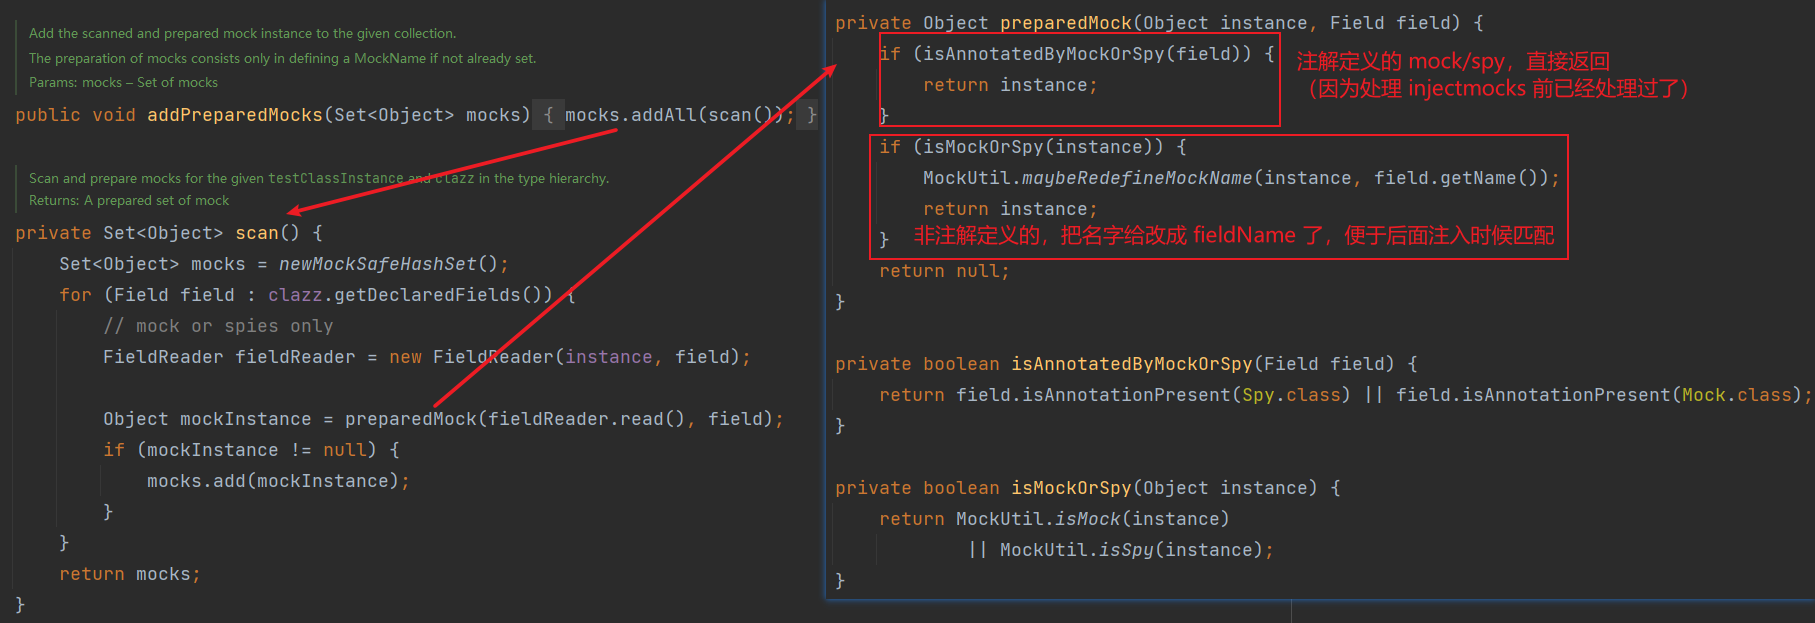 Add the scanned and prepared mock instance to the given collection.
The preparation of mocks consists only in defining a MockName if not already set.
Params: mocks – Set of mocks
public void addPreparedMocks(Set<Object> mocks) { mocks.addAll(scan()); }
Scan and prepare mocks for the given testClassInstance and clazz in the type hierarchy.
Returns: A prepared set of mock
private Set<Object> scan() {
Set<Object> mocks = newMockSafeHashSet();
for (Field field : clazz.getDeclaredFields()) {
// mock or spies only
FieldReader fieldReader = new FieldReader(instance, field);
Object mockInstance = preparedMock(fieldReader.read(), field);
if (mockInstance != null) {
mocks.add(mockInstance);
}
}
return mocks;
}
private Object preparedMock(Object instance, Field field) {
if (isAnnotatedByMockOrSpy(field)) {
return instance;
}
注解定义的 mock/spy，直接返回
（因为处理 injectmocks 前已经处理过了）
if (isMockOrSpy(instance)) {
MockUtil.maybeRedefineMockName(instance, field.getName());
return instance;
}
非注解定义的，把名字给改成 fieldName 了，便于后面注入时候匹配
return null;
}
private boolean isAnnotatedByMockOrSpy(Field field) {
return field.isAnnotationPresent(Spy.class) || field.isAnnotationPresent(Mock.class);
}
private boolean isMockOrSpy(Object instance) {
return MockUtil.isMock(instance)
|| MockUtil.isSpy(instance);
}